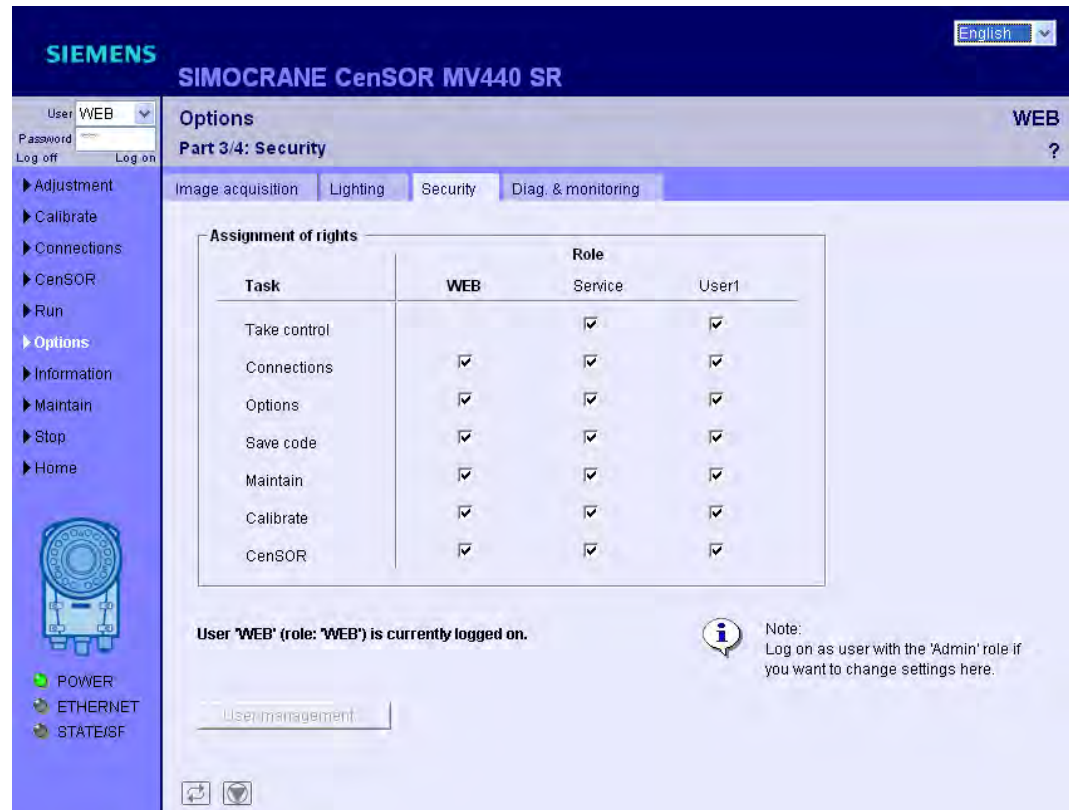 SIEMENS
English
SIMOCRANE CenSOR MV440 SR
User WEB
Password
Log off Log on
Options
WEB
Part 3/4: Security
?
Adjustment
Calibrate
Connections
CenSOR
Run
Options
Information
Maintain
Stop
Home
Image acquisition Lighting Security Diag. & monitoring
Assignment of rights
Role
Task WEB Service User1
Take control
Connections
Options
Save code
Maintain
Calibrate
CenSOR
User 'WEB' (role: 'WEB') is currently logged on.
Note:
Log on as user with the 'Admin' role if
you want to change settings here.
User management
POWER
ETHERNET
STATE/SF